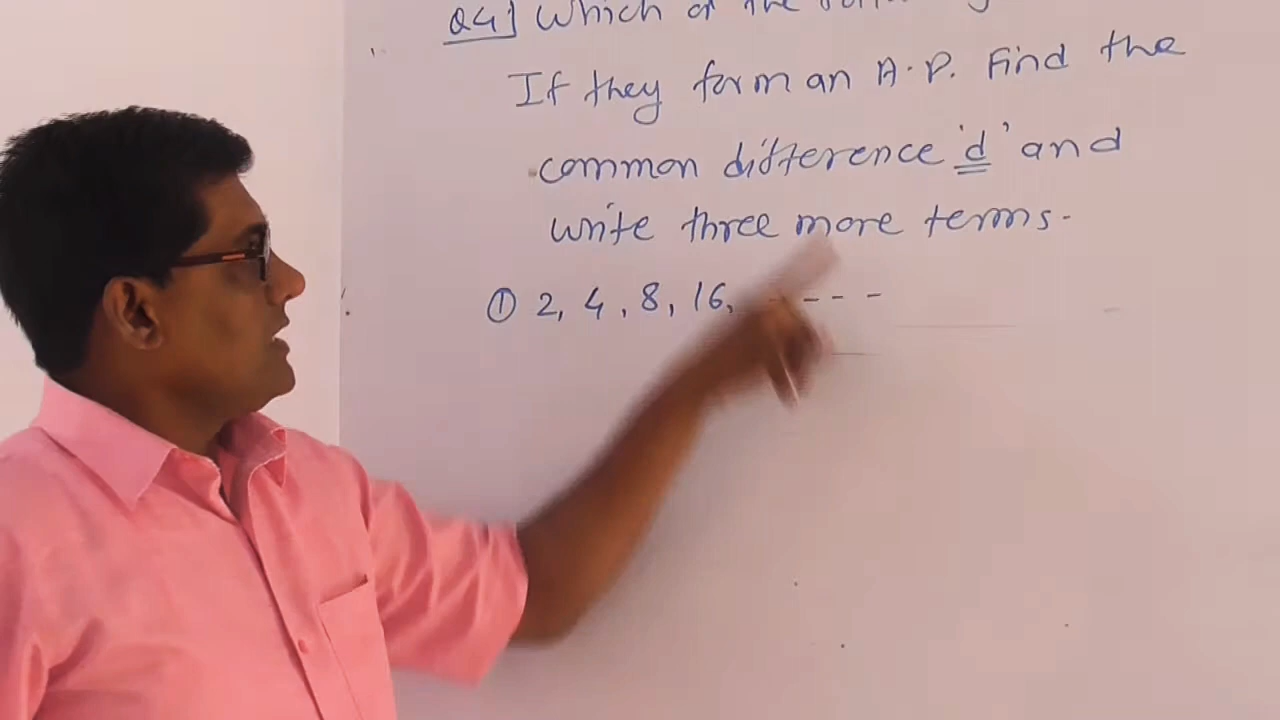 Q4] Which of the following
If they form an A.P. Find the
common difference 'd' and
write three more terms.
① 2, 4, 8, 16, - - - -